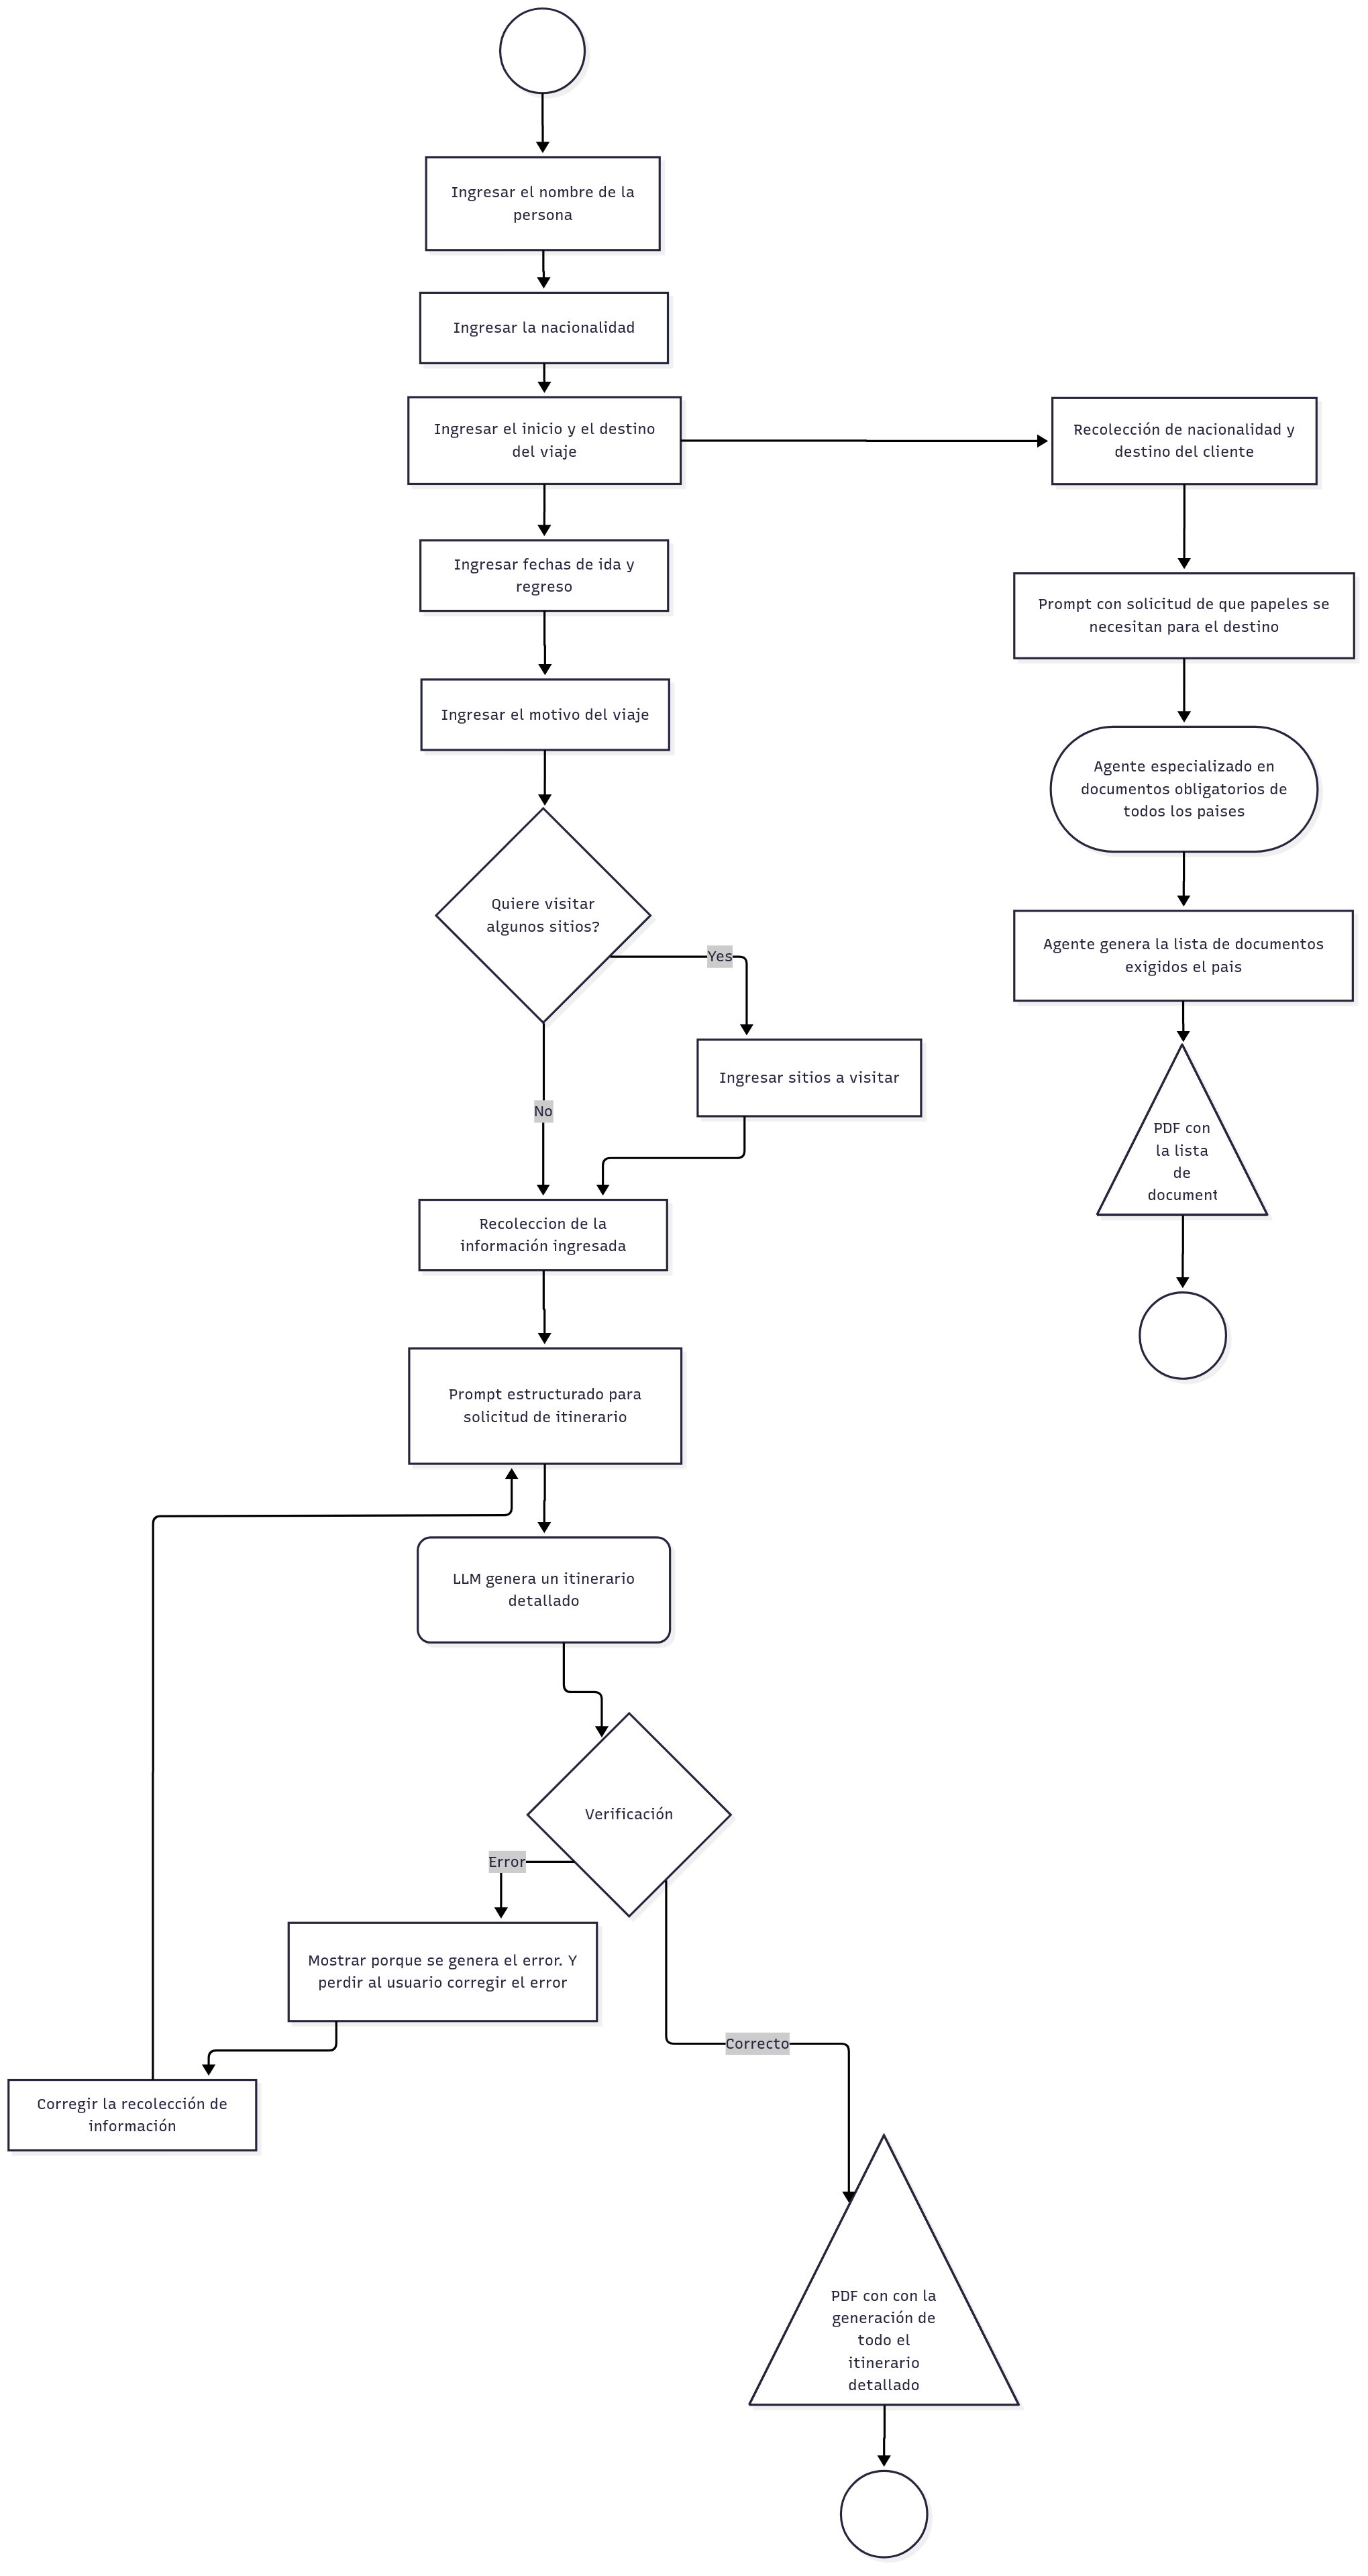 Ingresar el nombre de la
persona
Ingresar la nacionalidad
Ingresar el inicio y el destino
del viaje
Recolección de nacionalidad y
destino del cliente
Ingresar fechas de ida y
regreso
Prompt con solicitud de que papeles se
necesitan para el destino
Ingresar el motivo del viaje
Agente especializado en
documentos obligatorios de
todos los paises
Quiere visitar
algunos sitios?
Yes
Agente genera la lista de documentos
exigidos el pais
Ingresar sitios a visitar
No
PDF con
la lista
de
document
Recoleccion de la
información ingresada
Prompt estructurado para
solicitud de itinerario
LLM genera un itinerario
detallado
Verificación
Error
Mostrar porque se genera el error. Y
perdir al usuario corregir el error
Correcto
Corregir la recolección de
información
PDF con con la
generación de
todo el
itinerario
detallado